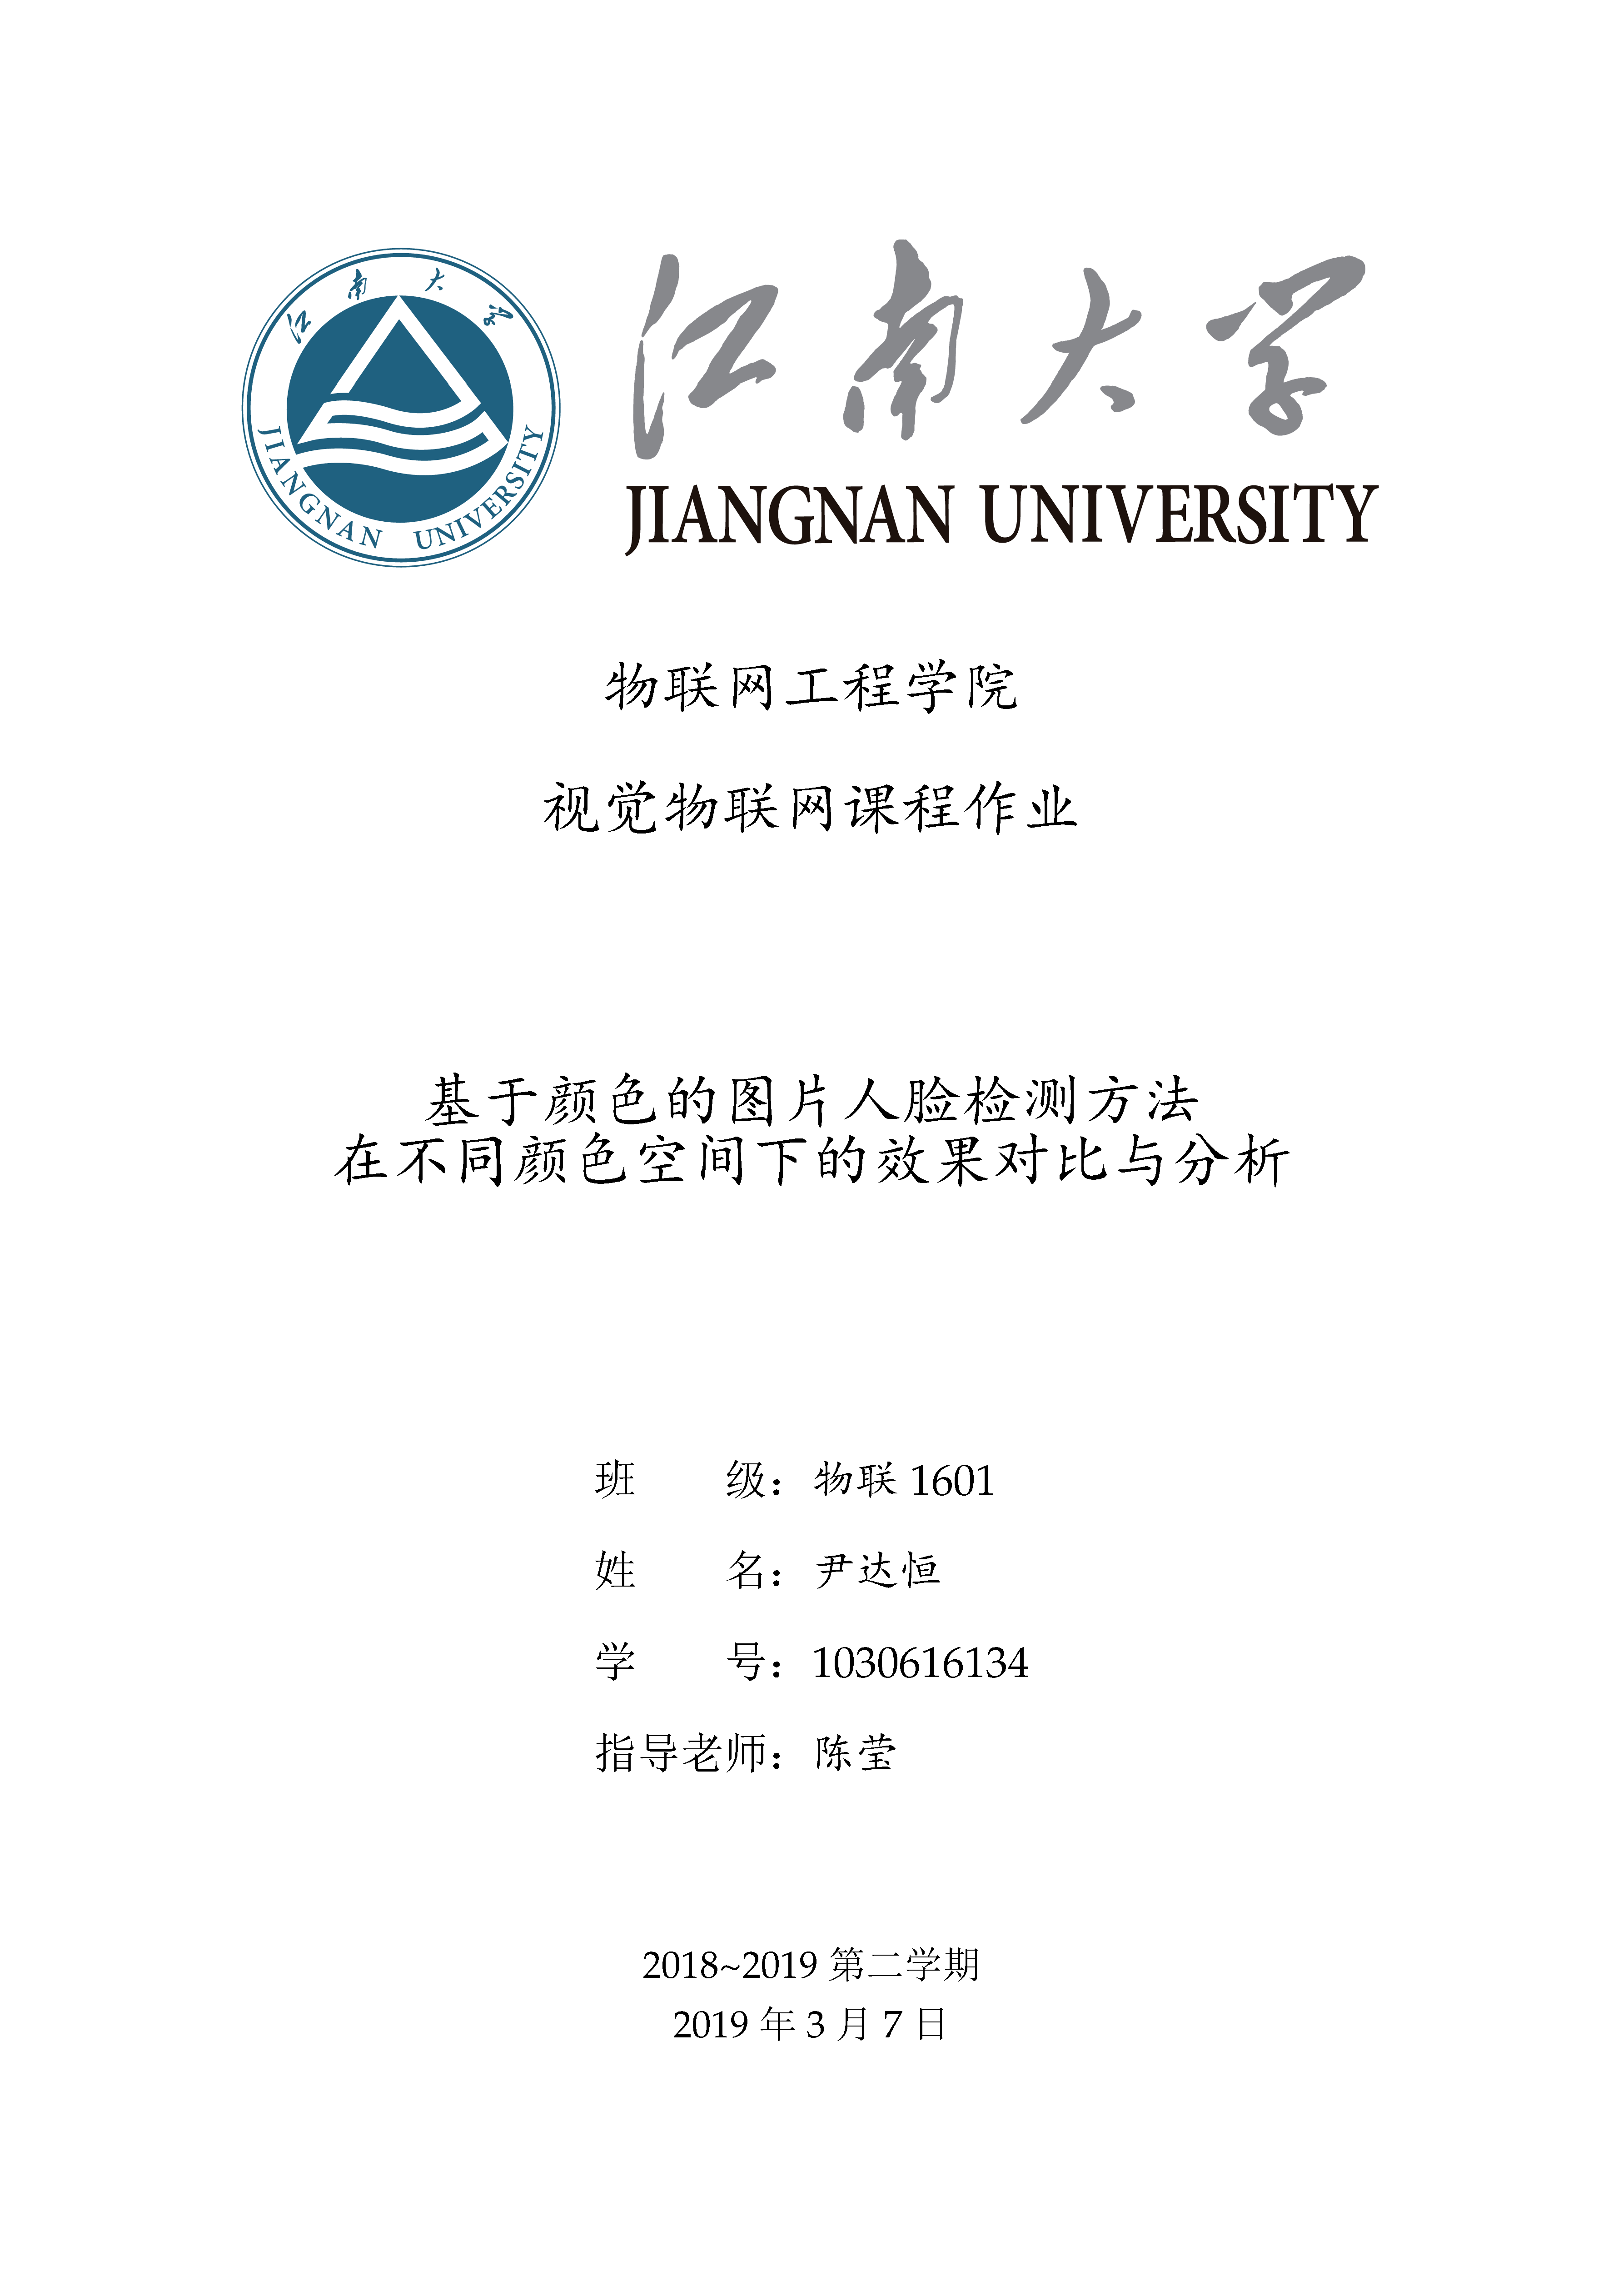 江南大学
JIANGNAN UNIVERSITY
江南大学
JIANGNAN UNIVERSITY
物联网工程学院
视觉物联网课程作业
基于颜色的图片人脸检测方法
在不同颜色空间下的效果对比与分析
班 级：物联 1601
姓 名：尹达恒
学 号：1030616134
指导老师：陈莹
2018~2019 第二学期
2019 年 3 月 7 日